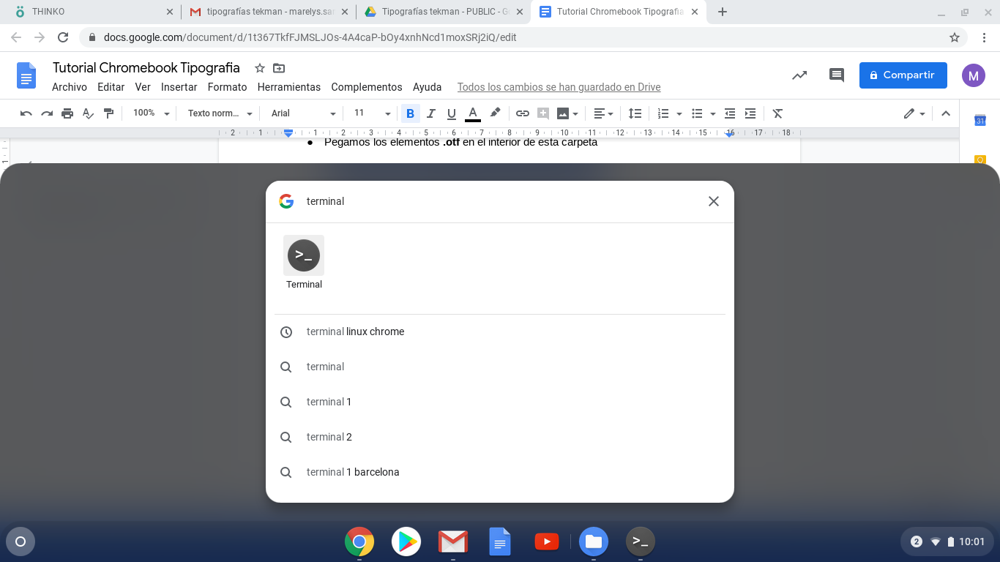 THINKO
tipografías tekman - marelys.sar
Tipografías tekman - PUBLIC - G
Tutorial Chromebook Tipografia
docs.google.com/document/d/1t367TkfFJMSLJOs-4A4caP-bOy4xnhNcd1moxSRj2iQ/edit
Tutorial Chromebook Tipografia
Compartir
M
Archivo Editar Ver Insertar Formato Herramientas Complementos Ayuda Todos los cambios se han guardado en Drive
100% Texto norm... Arial 11 B I U A
31
2 1 1 2 3 4 5 6 7 8 9 10 11 12 13 14 15 16 17 18
1
● Pegamos los elementos .otf en el interior de esta carpeta
terminal
>_
Terminal
terminal linux chrome
terminal
terminal 1
terminal 2
terminal 1 barcelona
>_
2 10:01